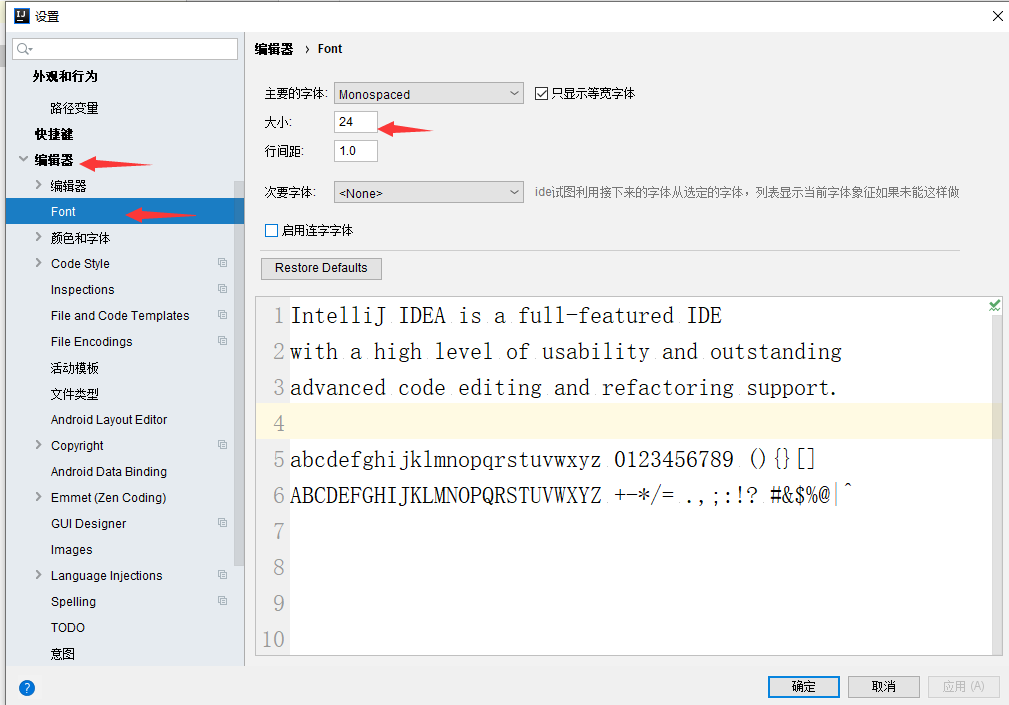 设置
外观和行为
路径变量
快捷键
编辑器
编辑器
Font
颜色和字体
Code Style
Inspections
File and Code Templates
File Encodings
活动模板
文件类型
Android Layout Editor
Copyright
Android Data Binding
Emmet (Zen Coding)
GUI Designer
Images
Language Injections
Spelling
TODO
意图
编辑器 › Font
主要的字体: Monospaced 只显示等宽字体
大小: 24
行间距: 1.0
次要字体: <None> ide试图利用接下来的字体从选定的字体，列表显示当前字体象征如果未能这样做
启用连字字体
Restore Defaults
1 IntelliJ IDEA is a full-featured IDE
2 with a high level of usability and outstanding
3 advanced code editing and refactoring support.
4
5 abcdefghijklmnopqrstuvwxyz 0123456789 (){}[]
6 ABCDEFGHIJKLMNOPQRSTUVWXYZ +-*/= .,;:!? #&$%@|^
7
8
9
10
? 确定 取消 应用 (A)